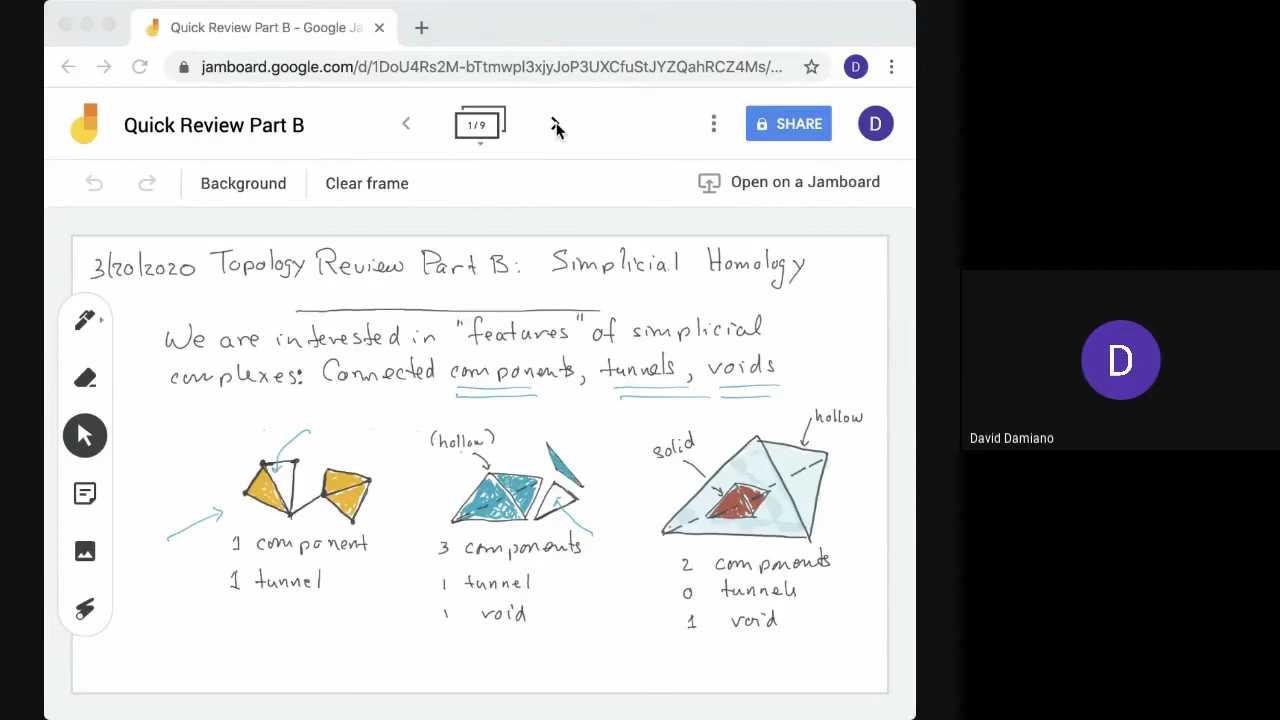 Quick Review Part B - Google Ja
jamboard.google.com/d/1DoU4Rs2M-bTtmwpl3xjyJoP3UXCfuStJYZQahRCZ4Ms/...
D
Quick Review Part B
1/9
SHARE
D
Background
Clear frame
Open on a Jamboard
3/20/2020 Topology Review Part B: Simplicial Homology
We are interested in "features" of simplicial
complexes: Connected components, tunnels, voids
(hollow)
solid
hollow
1 component
1 tunnel
3 components
1 tunnel
1 void
2 components
0 tunnels
1 void
D
David Damiano